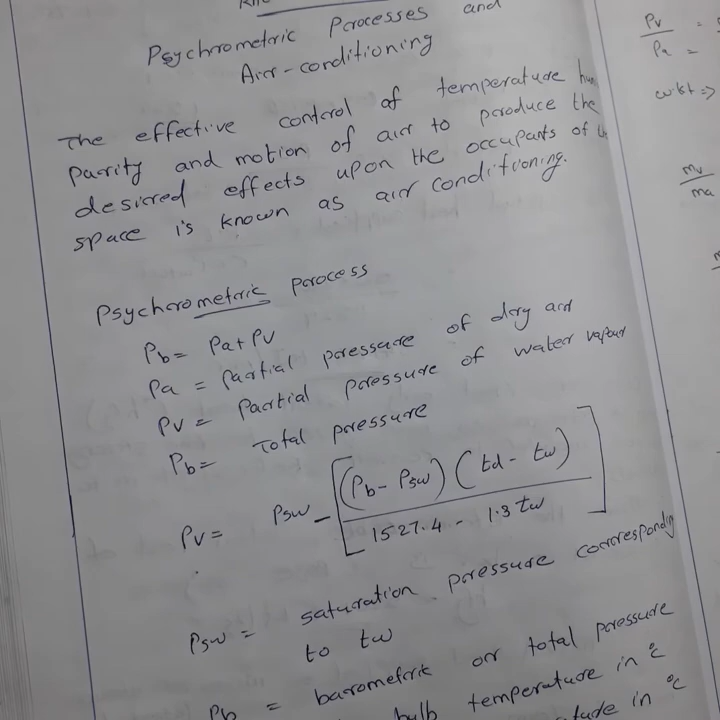 Psychrometric Processes and
Air-conditioning
The effective control of temperature
purity and motion of air to produce the
desired effects upon the occupants of
space is known as air conditioning.
Psychrometric process
Pb = Pa + Pv
Pa = Partial pressure of dry air
Pv = Partial pressure of water vapour
Pb = Total pressure
Pv = Psw - [(Pb - Psw) (td - tw) / 1527.4 - 1.3 tw]
Psw = saturation pressure corresponding
to tw
Pb = barometric or total pressure
bulb temperature in °c
in °c
Pv
Pa =
wkt =>
mv
ma